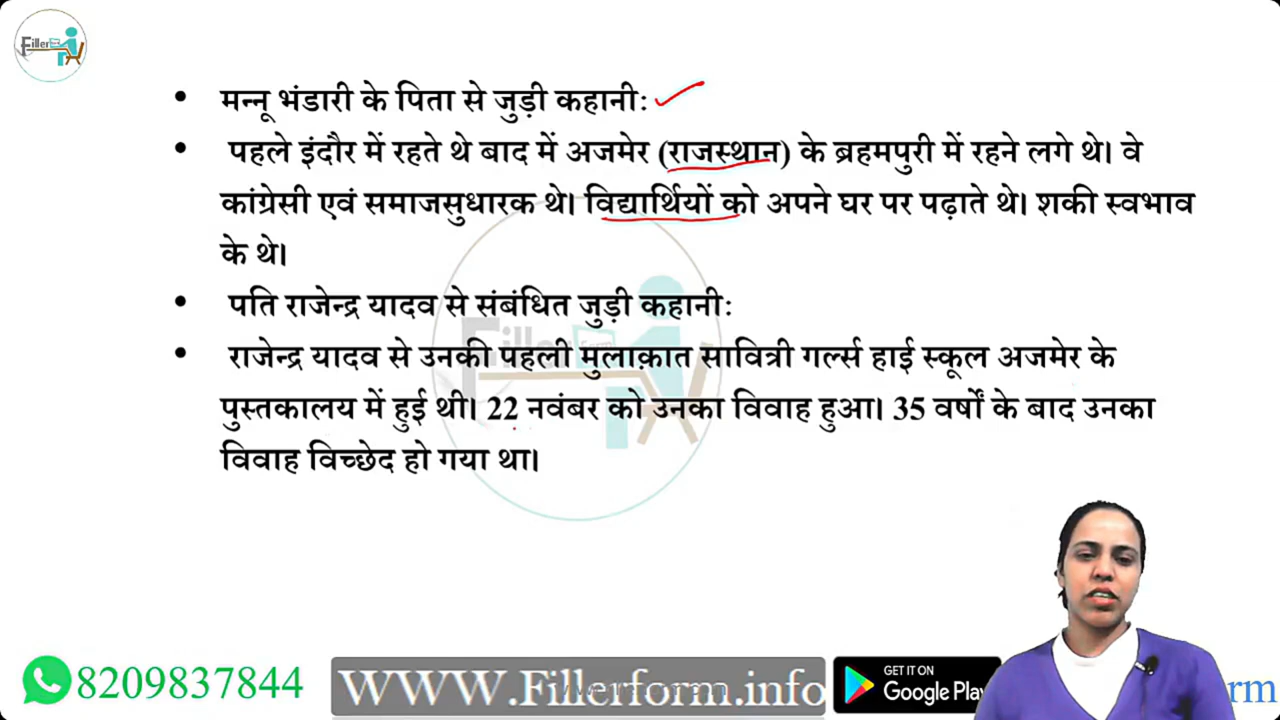 Fillerform
मन्नू भंडारी के पिता से जुड़ी कहानी:
पहले इंदौर में रहते थे बाद में अजमेर (राजस्थान) के ब्रहमपुरी में रहने लगे थे। वे
कांग्रेसी एवं समाजसुधारक थे। विद्यार्थियों को अपने घर पर पढ़ाते थे। शकी स्वभाव
के थे।
पति राजेन्द्र यादव से संबंधित जुड़ी कहानी:
राजेन्द्र यादव से उनकी पहली मुलाक़ात सावित्री गर्ल्स हाई स्कूल अजमेर के
पुस्तकालय में हुई थी। 22 नवंबर को उनका विवाह हुआ। 35 वर्षों के बाद उनका
विवाह विच्छेद हो गया था।
8209837844
WWW.Fillerform.info
GET IT ON
Google Play